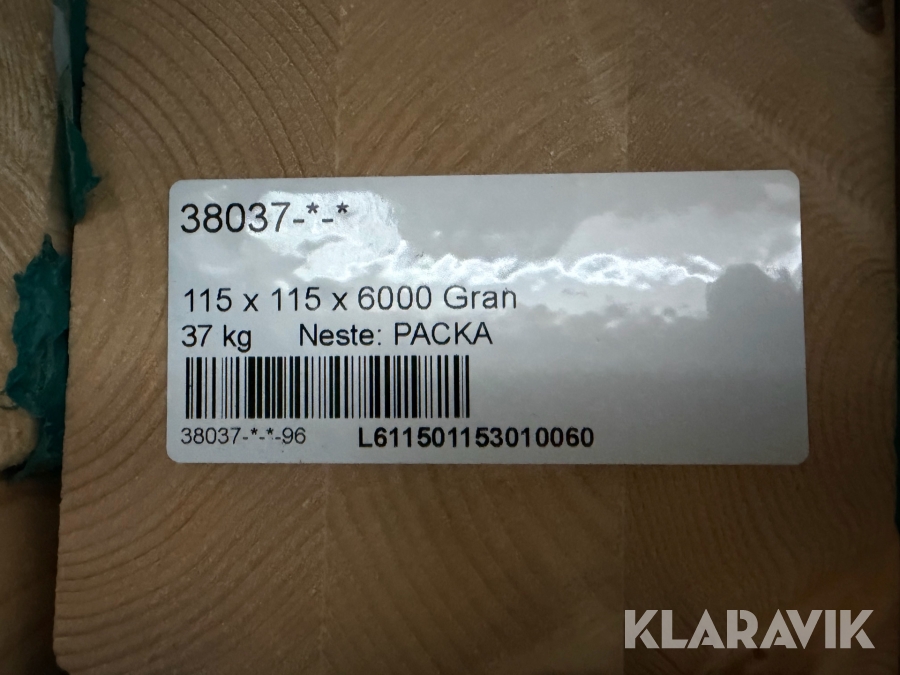 38037-*-*
115 x 115 x 6000 Gran
37 kg Neste: PACKA
38037-*-*-96 L611501153010060
KLARAVIK